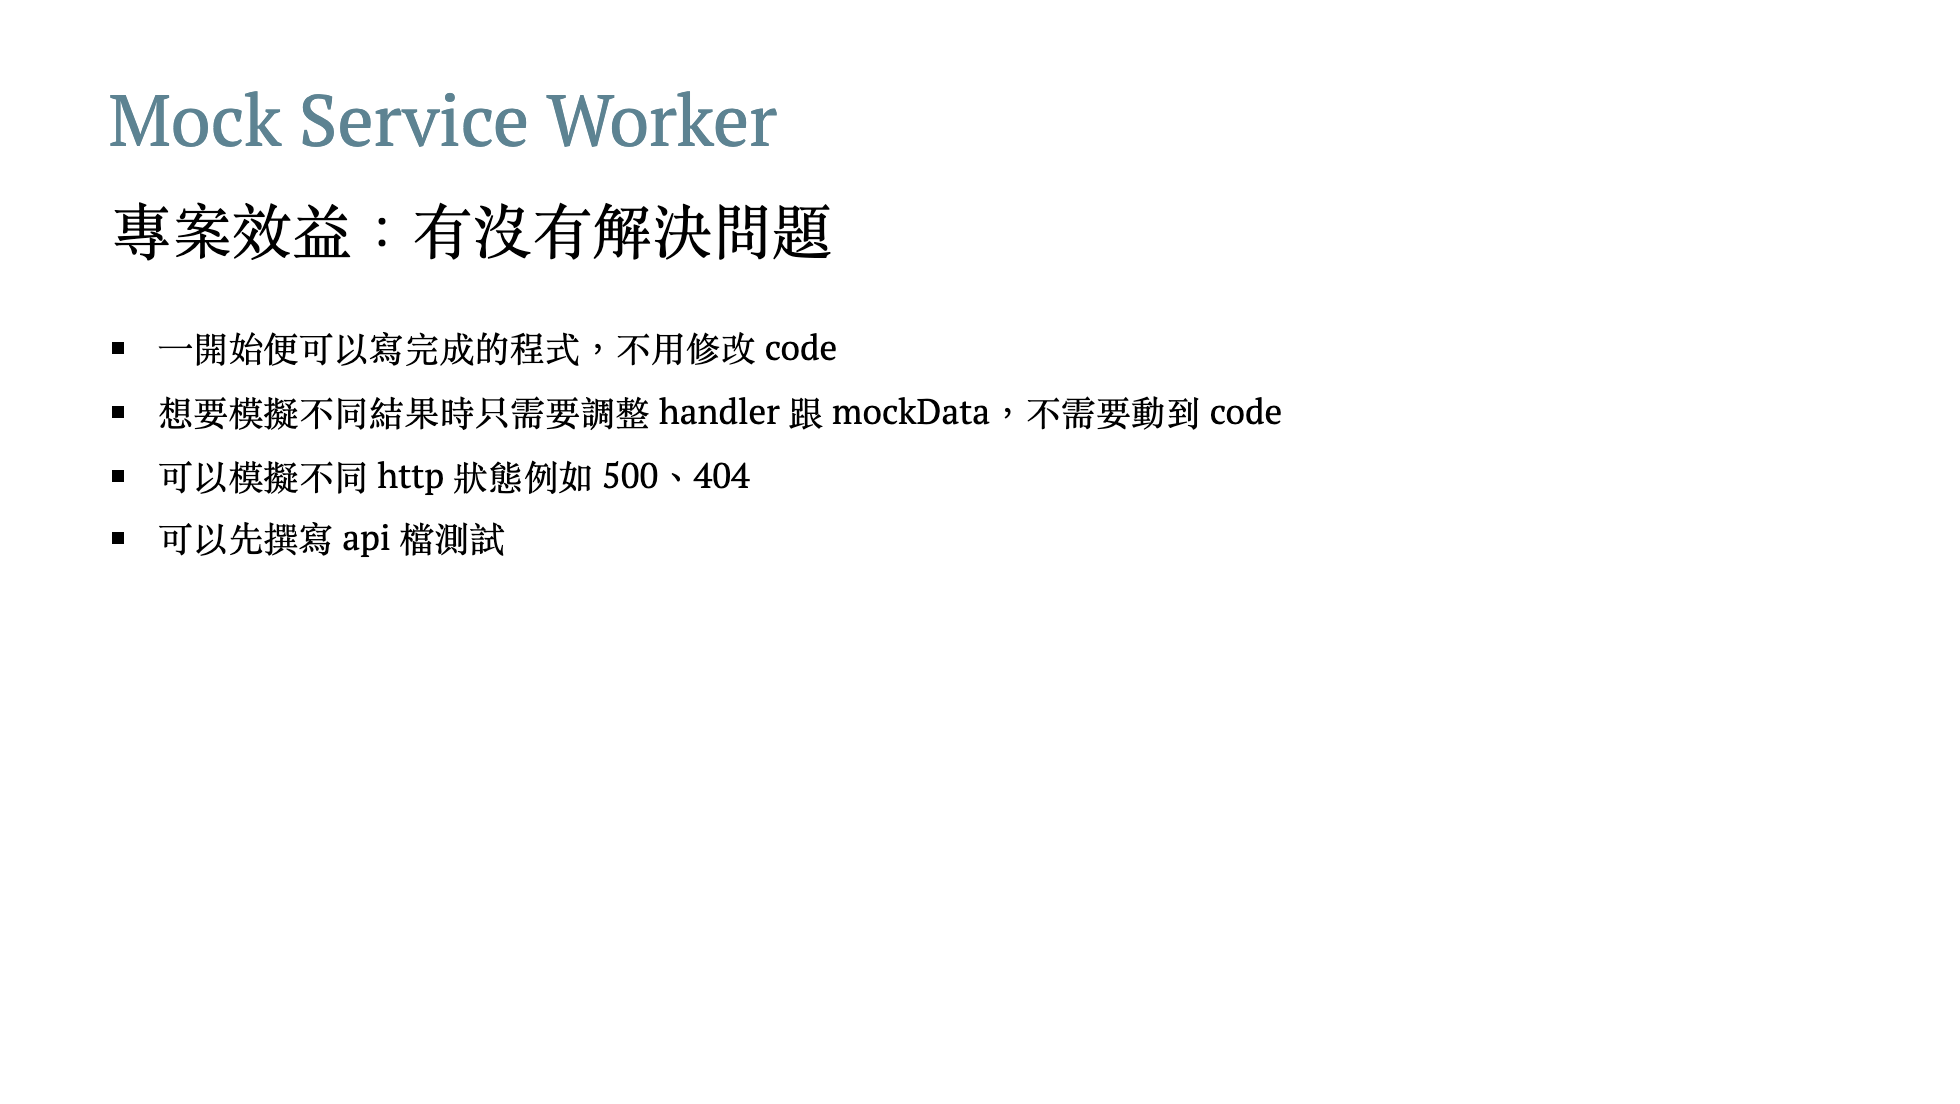 Mock Service Worker
專案效益：有沒有解決問題
▪ 一開始便可以寫完成的程式，不用修改 code
▪ 想要模擬不同結果時只需要調整 handler 跟 mockData，不需要動到 code
▪ 可以模擬不同 http 狀態例如 500、404
▪ 可以先撰寫 api 檔測試